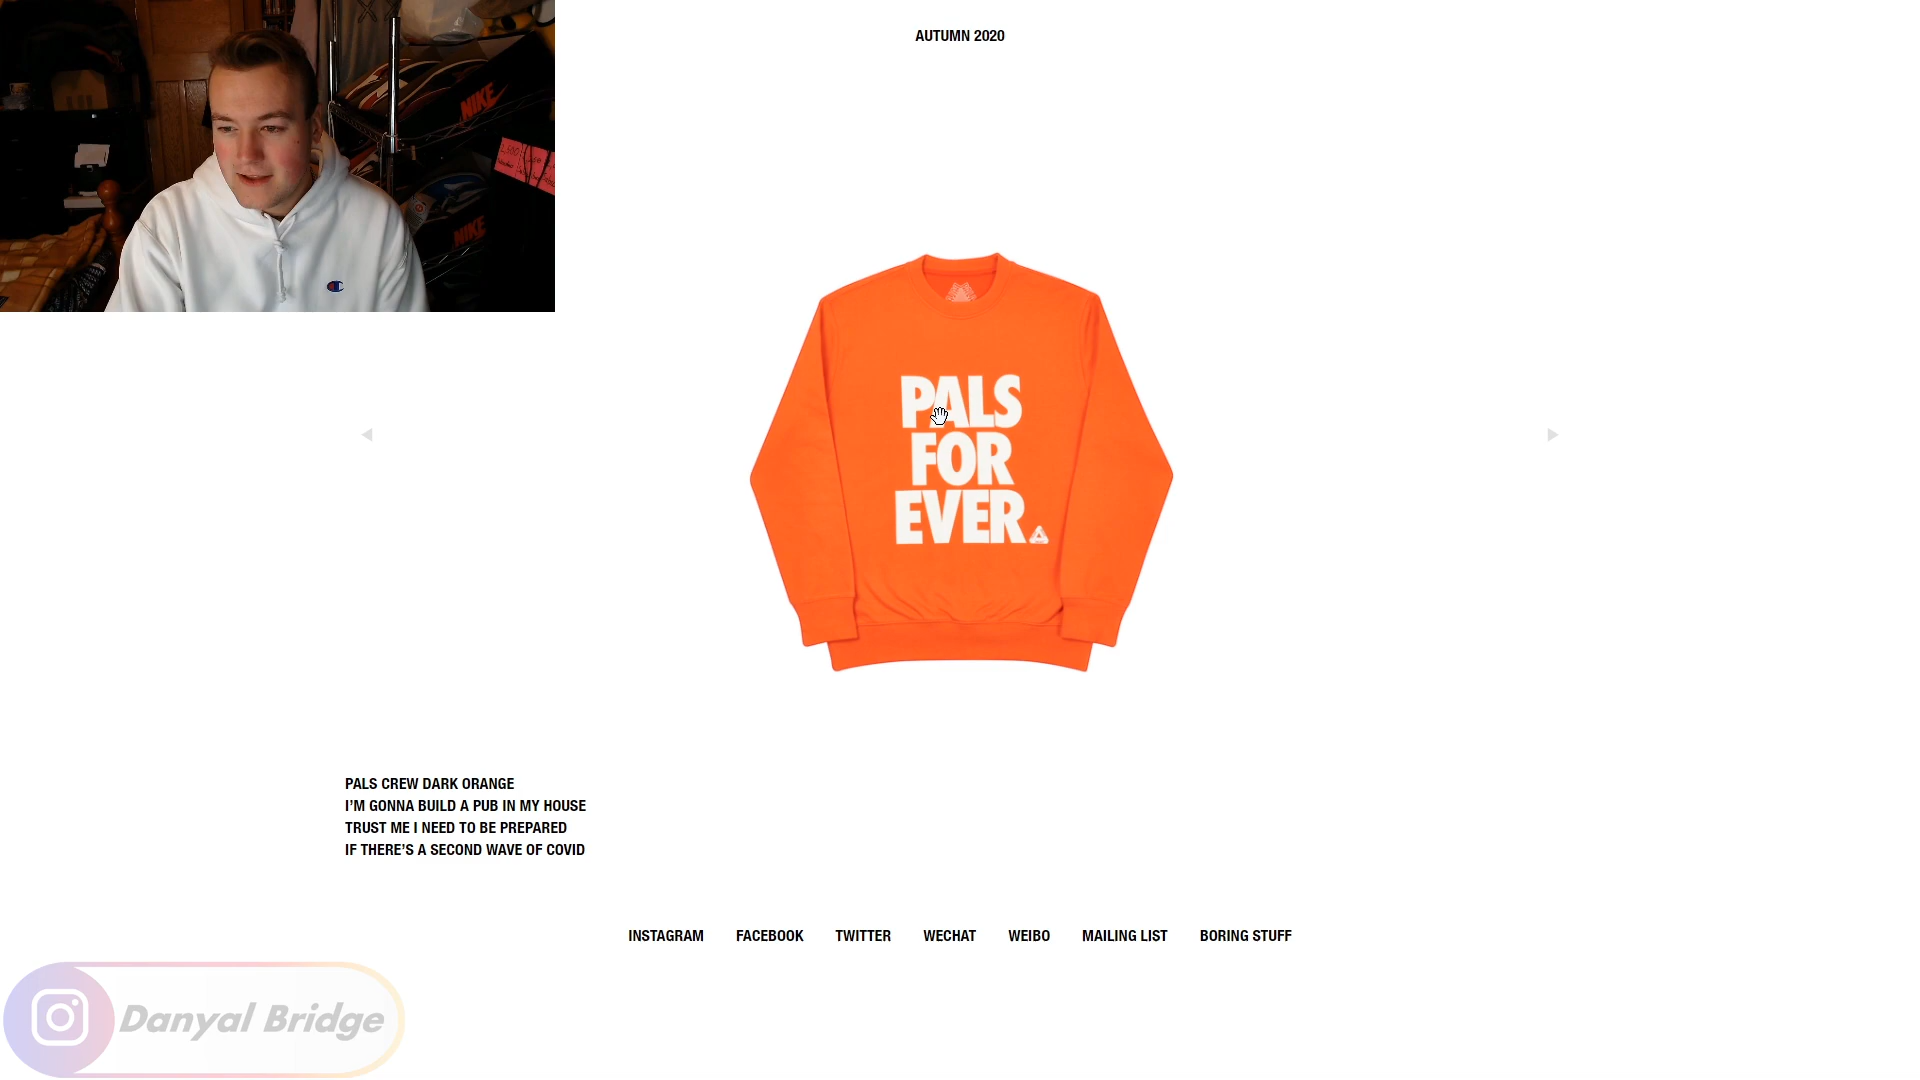 AUTUMN 2020
NIKE
NIKE
PALS
FOR
EVER.
PALS CREW DARK ORANGE
I'M GONNA BUILD A PUB IN MY HOUSE
TRUST ME I NEED TO BE PREPARED
IF THERE'S A SECOND WAVE OF COVID
INSTAGRAM FACEBOOK TWITTER WECHAT WEIBO MAILING LIST BORING STUFF
Danyal Bridge